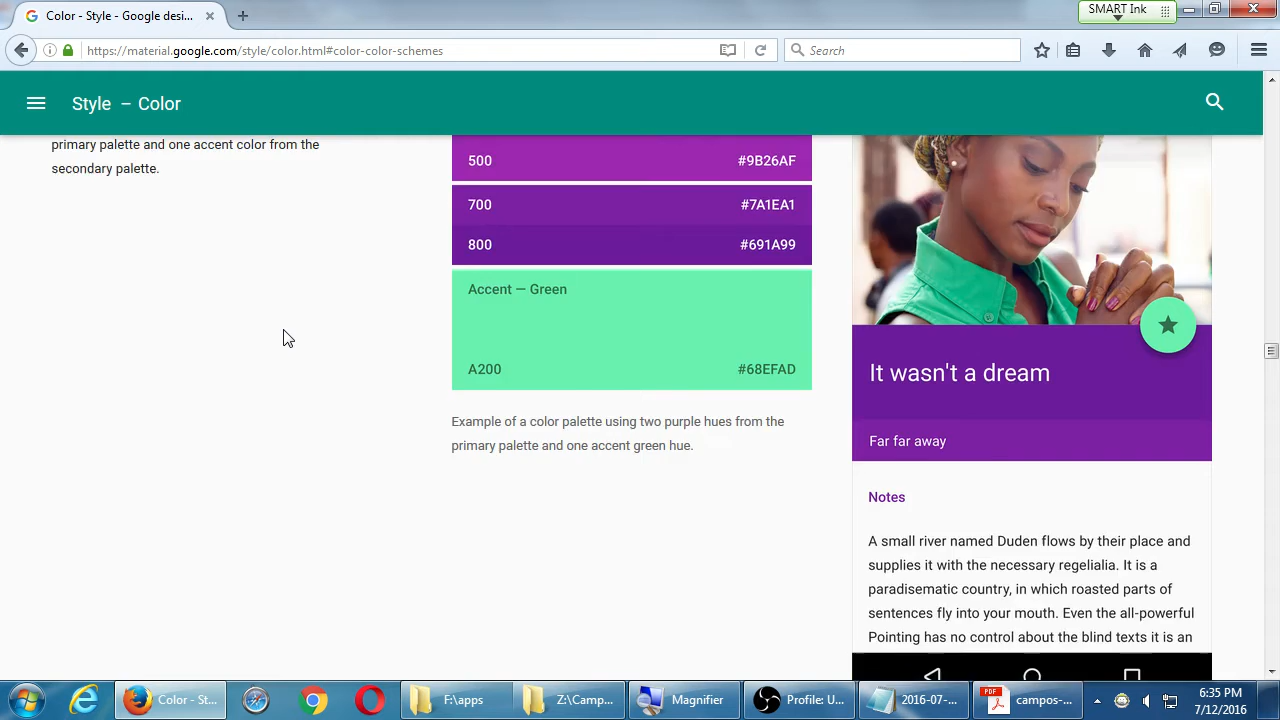 Color - Style - Google desi...
SMART Ink
https://material.google.com/style/color.html#color-color-schemes
Search
Style – Color
primary palette and one accent color from the
secondary palette.
500 #9B26AF
700 #7A1EA1
800 #691A99
Accent — Green
A200 #68EFAD
Example of a color palette using two purple hues from the
primary palette and one accent green hue.
It wasn't a dream
Far far away
Notes
A small river named Duden flows by their place and
supplies it with the necessary regelialia. It is a
paradisematic country, in which roasted parts of
sentences fly into your mouth. Even the all-powerful
Pointing has no control about the blind texts it is an
Color - St...
F:\apps
Z:\Camp...
Magnifier
Profile: U...
2016-07-...
PDF
campos-...
6:35 PM
7/12/2016